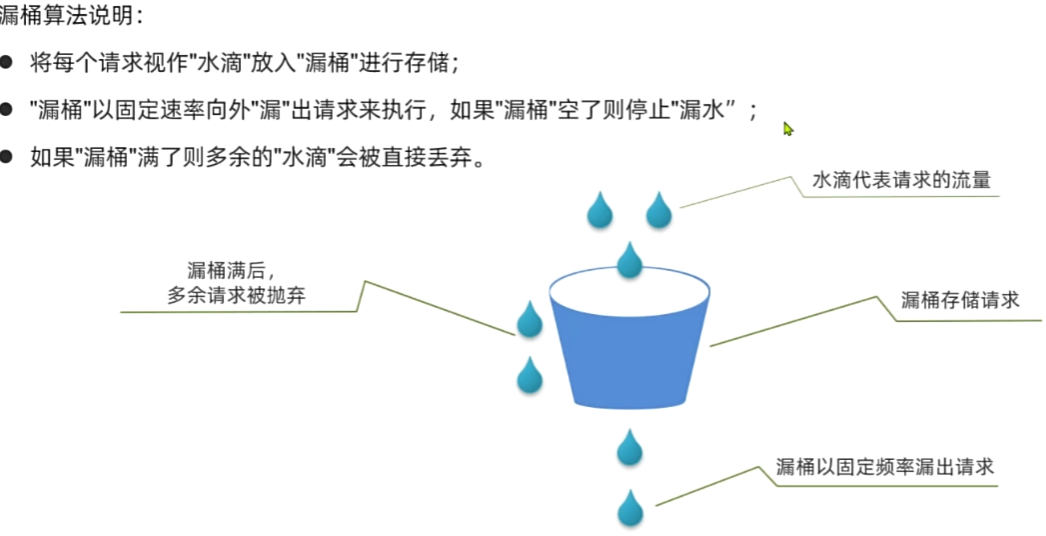 漏桶算法说明：
● 将每个请求视作"水滴"放入"漏桶"进行存储；
● "漏桶"以固定速率向外"漏"出请求来执行，如果"漏桶"空了则停止"漏水”；
● 如果"漏桶"满了则多余的"水滴"会被直接丢弃。
水滴代表请求的流量
漏桶满后，
多余请求被抛弃
漏桶存储请求
漏桶以固定频率漏出请求